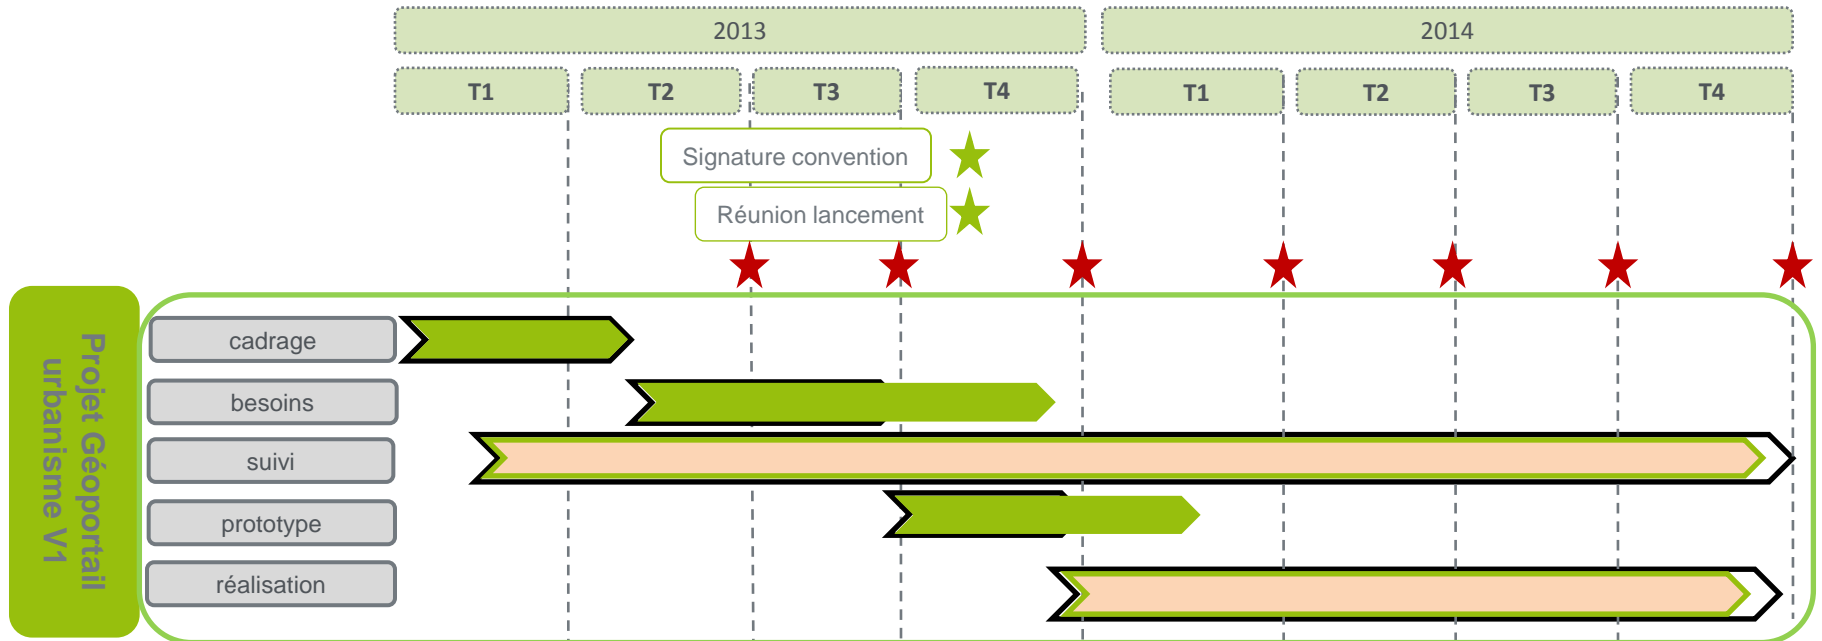 2013
2014
T1
T2
T3
T4
T1
T2
T3
T4
Signature convention
Réunion lancement
Projet Géoportail
urbanisme V1
cadrage
besoins
suivi
prototype
réalisation